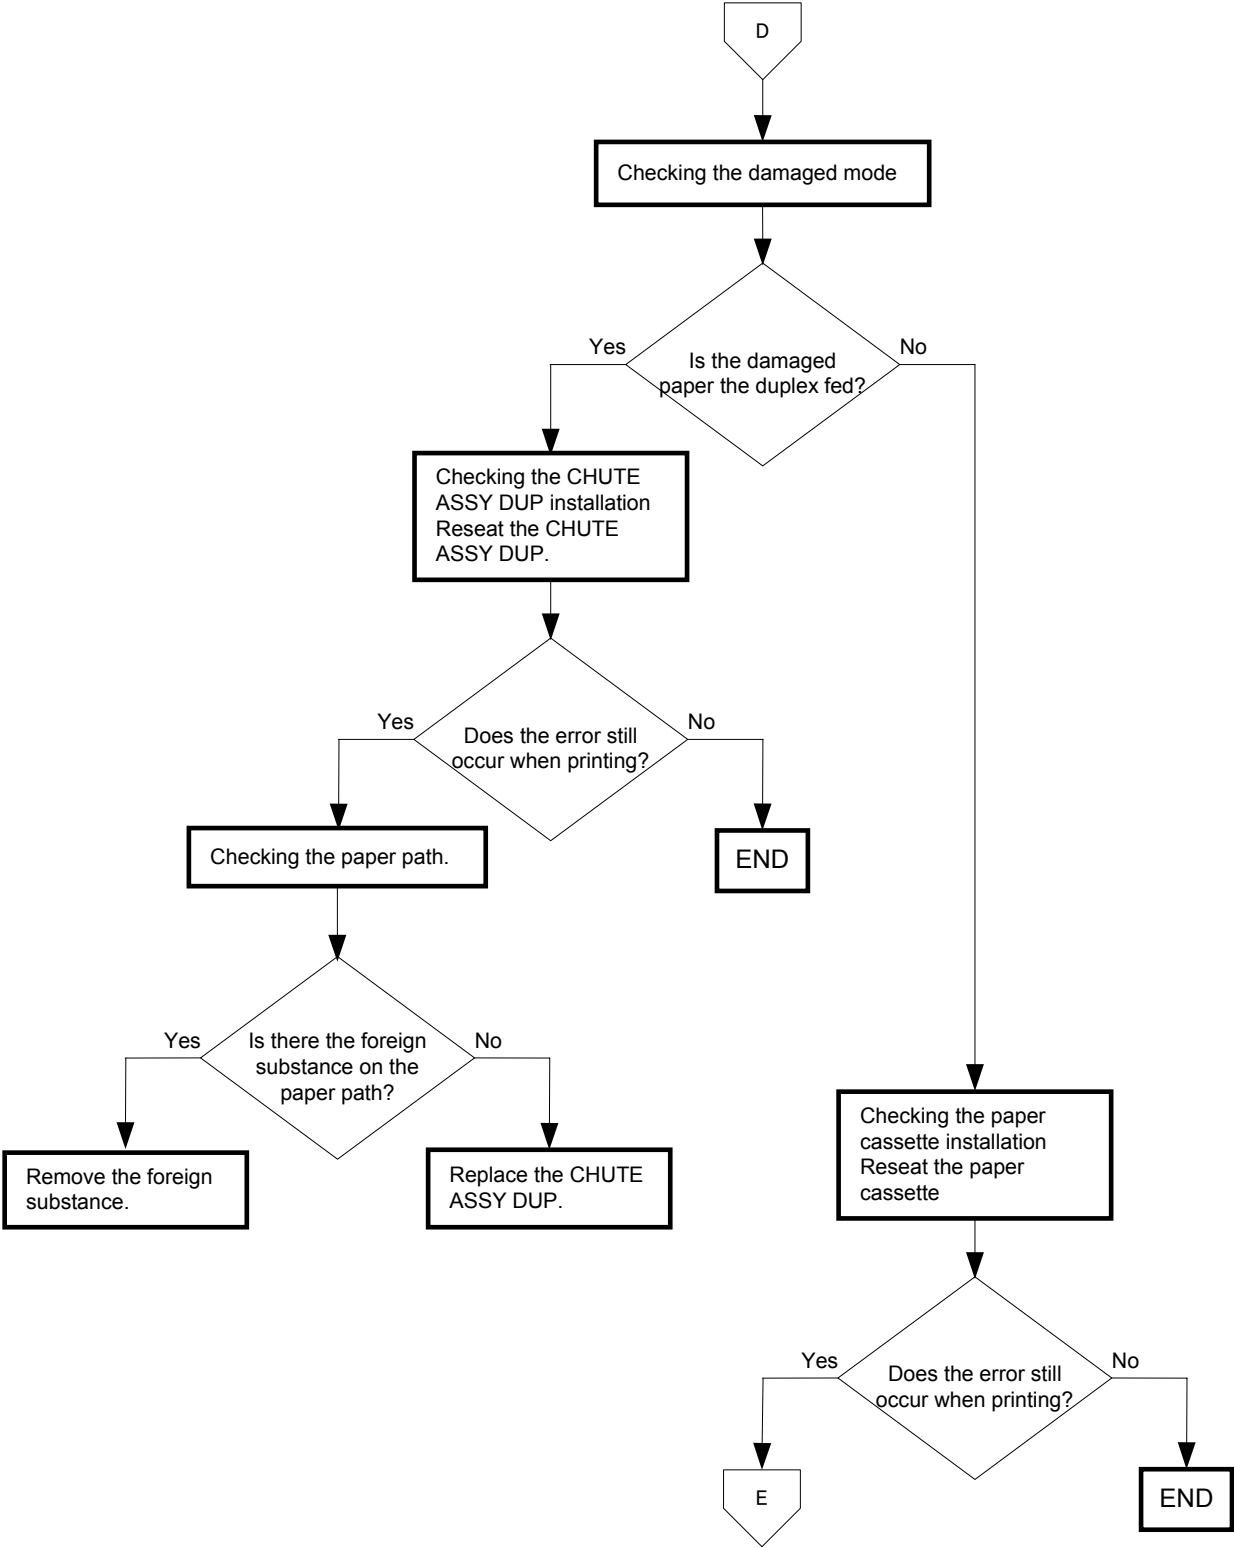 D
Checking the damaged mode
Yes
No
Is the damaged
paper the duplex fed?
Checking the CHUTE
ASSY DUP installation
Reseat the CHUTE
ASSY DUP.
Yes
No
Does the error still
occur when printing?
Checking the paper path.
END
Yes
No
Is there the foreign
substance on the
paper path?
Remove the foreign
substance.
Replace the CHUTE
ASSY DUP.
Checking the paper
cassette installation
Reseat the paper
cassette
Yes
No
Does the error still
occur when printing?
E
END